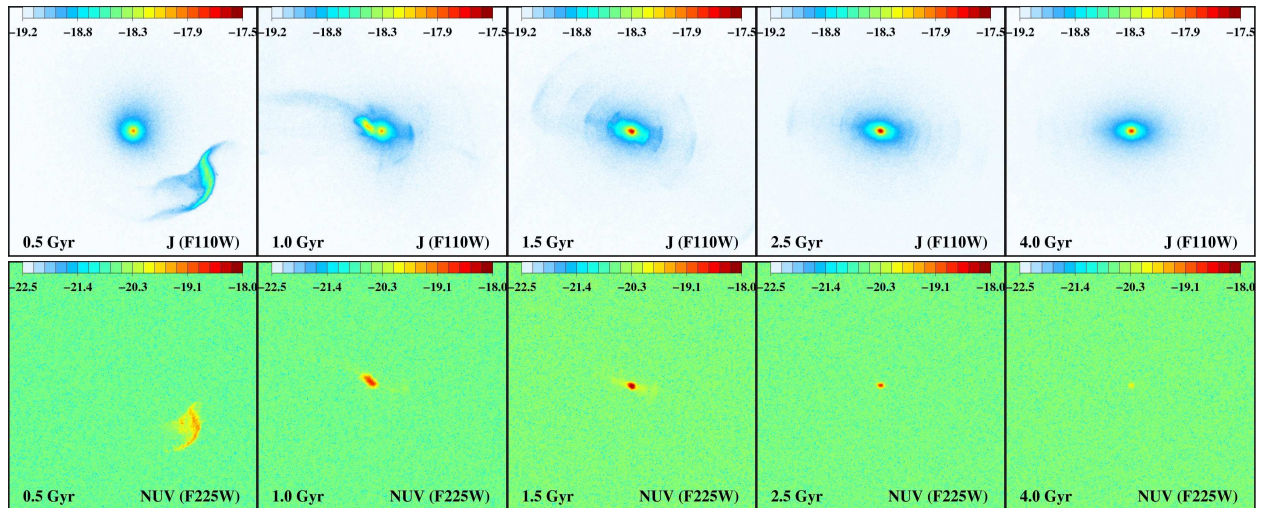 −19.2 −18.8 −18.3 −17.9 −17.5
−19.2 −18.8 −18.3 −17.9 −17.5
−19.2 −18.8 −18.3 −17.9 −17.5
−19.2 −18.8 −18.3 −17.9 −17.5
−19.2 −18.8 −18.3 −17.9 −17.5
0.5 Gyr J (F110W)
1.0 Gyr J (F110W)
1.5 Gyr J (F110W)
2.5 Gyr J (F110W)
4.0 Gyr J (F110W)
−22.5 −21.4 −20.3 −19.1 −18.0
−22.5 −21.4 −20.3 −19.1 −18.0
−22.5 −21.4 −20.3 −19.1 −18.0
−22.5 −21.4 −20.3 −19.1 −18.0
−22.5 −21.4 −20.3 −19.1 −18.0
0.5 Gyr NUV (F225W)
1.0 Gyr NUV (F225W)
1.5 Gyr NUV (F225W)
2.5 Gyr NUV (F225W)
4.0 Gyr NUV (F225W)